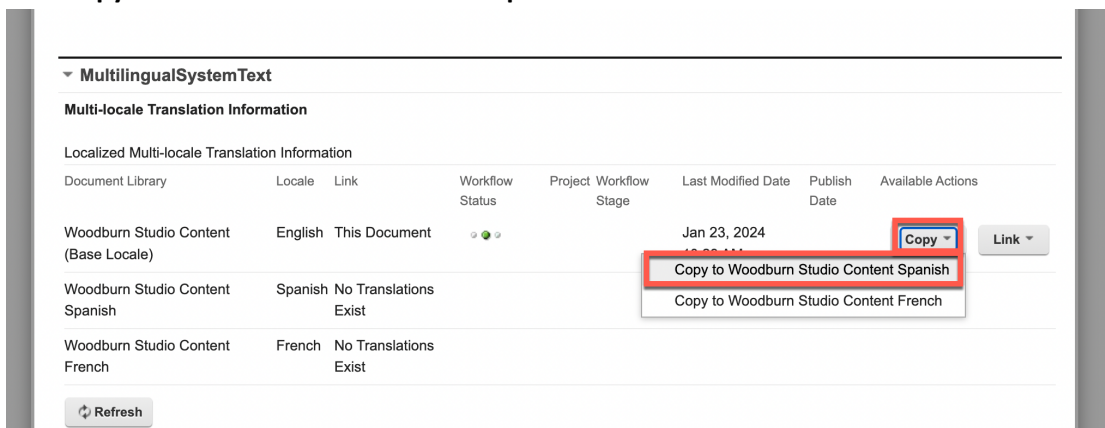 MultilingualSystemText
Multi-locale Translation Information
Localized Multi-locale Translation Information
Document Library Locale Link Workflow Status Project Workflow Stage Last Modified Date Publish Date Available Actions
Woodburn Studio Content (Base Locale) English This Document Jan 23, 2024 Copy Link
Copy to Woodburn Studio Content Spanish
Copy to Woodburn Studio Content French
Woodburn Studio Content Spanish Spanish No Translations Exist
Woodburn Studio Content French French No Translations Exist
Refresh